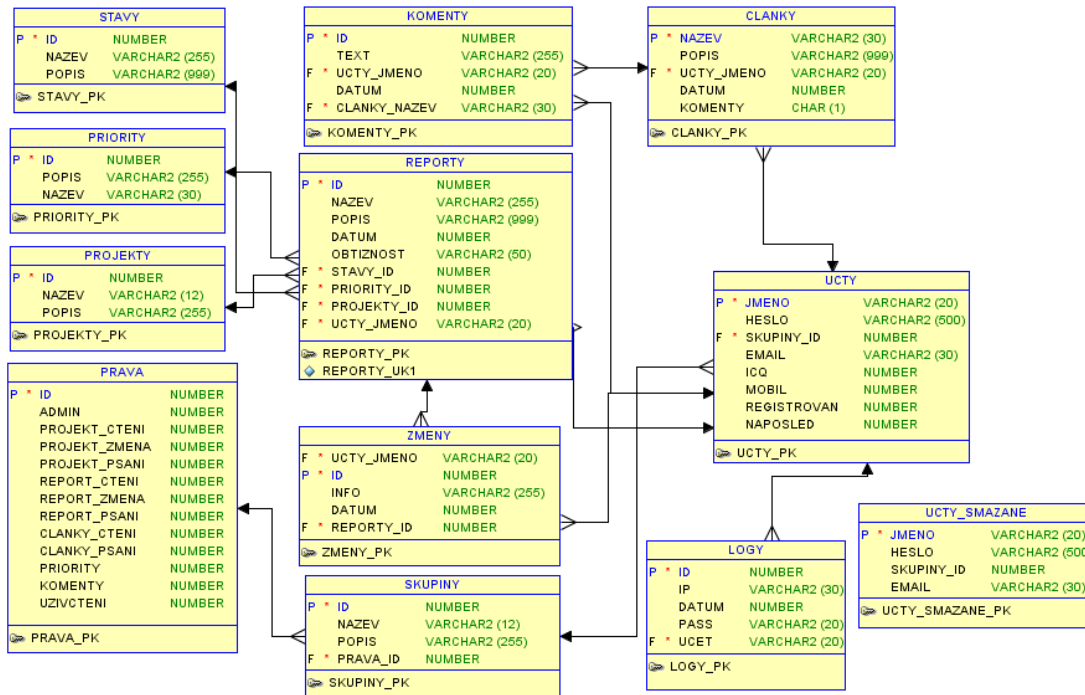 STAVY
P * ID NUMBER
NAZEV VARCHAR2 (255)
POPIS VARCHAR2 (999)
STAVY_PK
PRIORITY
P * ID NUMBER
POPIS VARCHAR2 (255)
NAZEV VARCHAR2 (30)
PRIORITY_PK
PROJEKTY
P * ID NUMBER
NAZEV VARCHAR2 (12)
POPIS VARCHAR2 (255)
PROJEKTY_PK
PRAVA
P * ID NUMBER
ADMIN NUMBER
PROJEKT_CTENI NUMBER
PROJEKT_ZMENA NUMBER
PROJEKT_PSANI NUMBER
REPORT_CTENI NUMBER
REPORT_ZMENA NUMBER
REPORT_PSANI NUMBER
CLANKY_CTENI NUMBER
CLANKY_PSANI NUMBER
PRIORITY NUMBER
KOMENTY NUMBER
UZIVCTENI NUMBER
PRAVA_PK
KOMENTY
P * ID NUMBER
TEXT VARCHAR2 (255)
F * UCTY_JMENO VARCHAR2 (20)
DATUM NUMBER
F * CLANKY_NAZEV VARCHAR2 (30)
KOMENTY_PK
REPORTY
P * ID NUMBER
NAZEV VARCHAR2 (255)
POPIS VARCHAR2 (999)
DATUM NUMBER
OBTIZNOST VARCHAR2 (50)
F * STAVY_ID NUMBER
F * PRIORITY_ID NUMBER
F * PROJEKTY_ID NUMBER
F * UCTY_JMENO VARCHAR2 (20)
REPORTY_PK
REPORTY_UK1
ZMENY
F * UCTY_JMENO VARCHAR2 (20)
P * ID NUMBER
INFO VARCHAR2 (255)
DATUM NUMBER
F * REPORTY_ID NUMBER
ZMENY_PK
SKUPINY
P * ID NUMBER
NAZEV VARCHAR2 (12)
POPIS VARCHAR2 (255)
F * PRAVA_ID NUMBER
SKUPINY_PK
CLANKY
P * NAZEV VARCHAR2 (30)
POPIS VARCHAR2 (999)
F * UCTY_JMENO VARCHAR2 (20)
DATUM NUMBER
KOMENTY CHAR (1)
CLANKY_PK
UCTY
P * JMENO VARCHAR2 (20)
HESLO VARCHAR2 (500)
F * SKUPINY_ID NUMBER
EMAIL VARCHAR2 (30)
ICQ NUMBER
MOBIL NUMBER
REGISTROVAN NUMBER
NAPOSLED NUMBER
UCTY_PK
LOGY
P * ID NUMBER
IP VARCHAR2 (30)
DATUM NUMBER
PASS VARCHAR2 (20)
F * UCET VARCHAR2 (20)
LOGY_PK
UCTY_SMAZANE
P * JMENO VARCHAR2 (20)
HESLO VARCHAR2 (500
SKUPINY_ID NUMBER
EMAIL VARCHAR2 (30)
UCTY_SMAZANE_PK